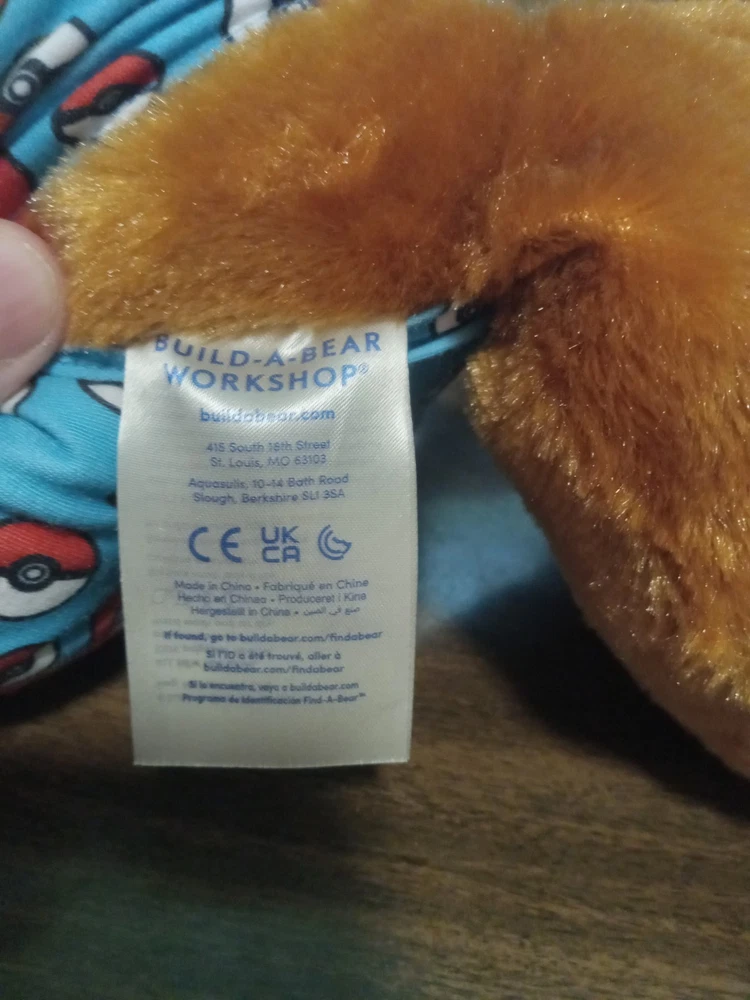 BUILD-A-BEAR
WORKSHOP®
buildabear.com
415 South 18th Street
St. Louis, MO 63103
Aquasulis, 10-14 Bath Road
Slough, Berkshire SL1 3SA
CE UK CA
Made in China • Fabriqué en Chine
Hecho en Chinea • Produceret i Kina
Hergestellt in China • صنع في الصين
If found, go to buildabear.com/findabear
Si l'ID a été trouvé, aller à
buildabear.com/findabear
Si lo encuentra, vaya a buildabear.com
Programa de Identificación Find-A-Bear™